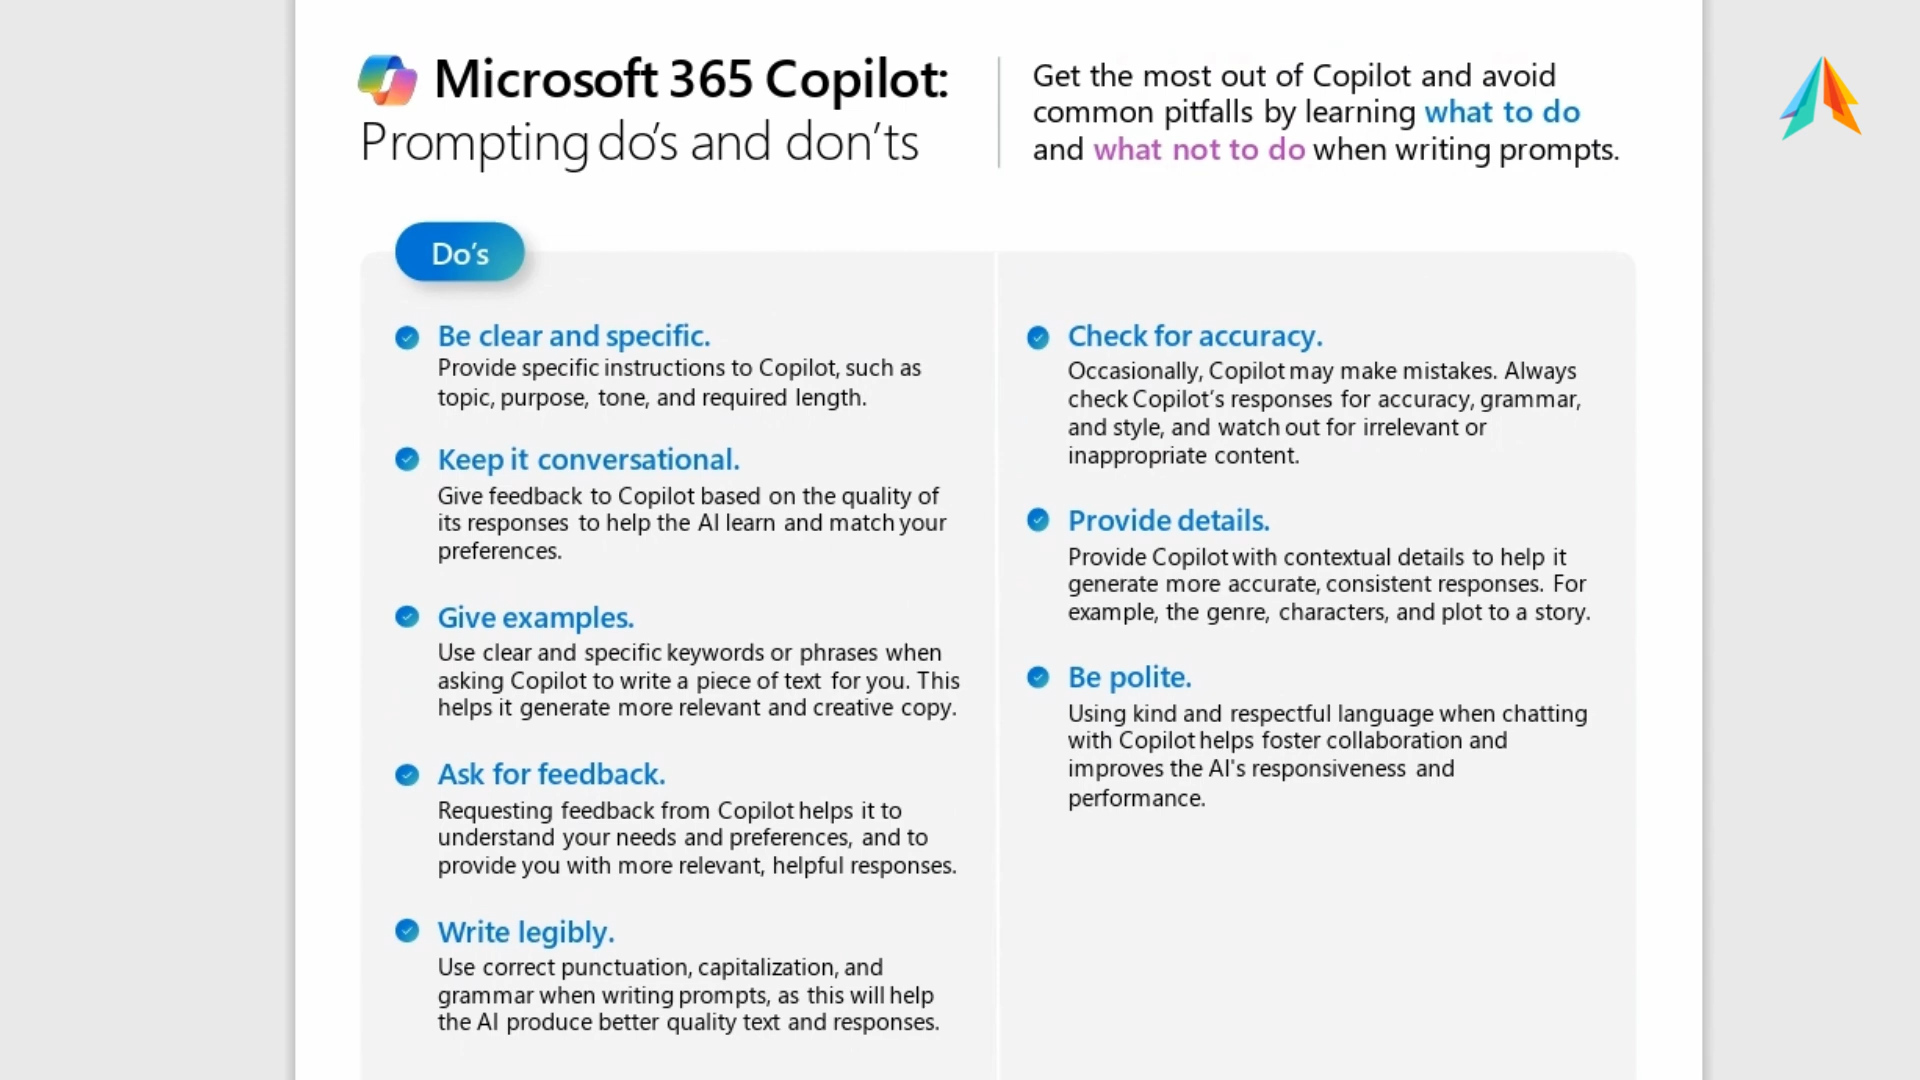 Microsoft 365 Copilot:
Prompting do's and don'ts
Get the most out of Copilot and avoid
common pitfalls by learning what to do
and what not to do when writing prompts.
Do's
Be clear and specific.
Provide specific instructions to Copilot, such as
topic, purpose, tone, and required length.
Keep it conversational.
Give feedback to Copilot based on the quality of
its responses to help the AI learn and match your
preferences.
Give examples.
Use clear and specific keywords or phrases when
asking Copilot to write a piece of text for you. This
helps it generate more relevant and creative copy.
Ask for feedback.
Requesting feedback from Copilot helps it to
understand your needs and preferences, and to
provide you with more relevant, helpful responses.
Write legibly.
Use correct punctuation, capitalization, and
grammar when writing prompts, as this will help
the AI produce better quality text and responses.
Check for accuracy.
Occasionally, Copilot may make mistakes. Always
check Copilot's responses for accuracy, grammar,
and style, and watch out for irrelevant or
inappropriate content.
Provide details.
Provide Copilot with contextual details to help it
generate more accurate, consistent responses. For
example, the genre, characters, and plot to a story.
Be polite.
Using kind and respectful language when chatting
with Copilot helps foster collaboration and
improves the AI's responsiveness and
performance.